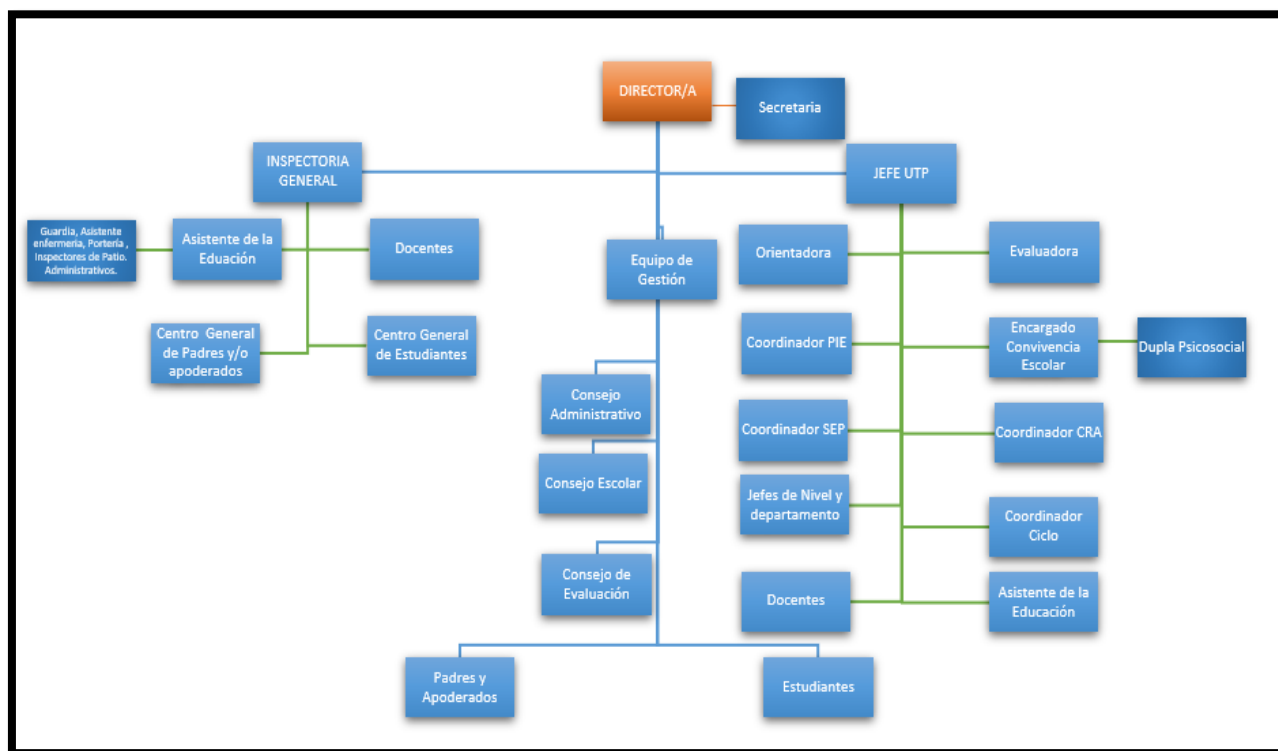 DIRECTOR/A
Secretaria
INSPECTORIA
GENERAL
JEFE UTP
Guardia, Asistente
enfermería, Portería ,
Inspectores de Patio.
Administrativos.
Asistente de la
Eduación
Docentes
Equipo de
Gestión
Orientadora
Evaluadora
Centro General
de Padres y/o
apoderados
Centro General
de Estudiantes
Coordinador PIE
Encargado
Convivencia
Escolar
Dupla Psicosocial
Consejo
Administrativo
Coordinador SEP
Coordinador CRA
Consejo Escolar
Jefes de Nivel y
departamento
Coordinador
Ciclo
Consejo de
Evaluación
Docentes
Asistente de la
Educación
Padres y
Apoderados
Estudiantes